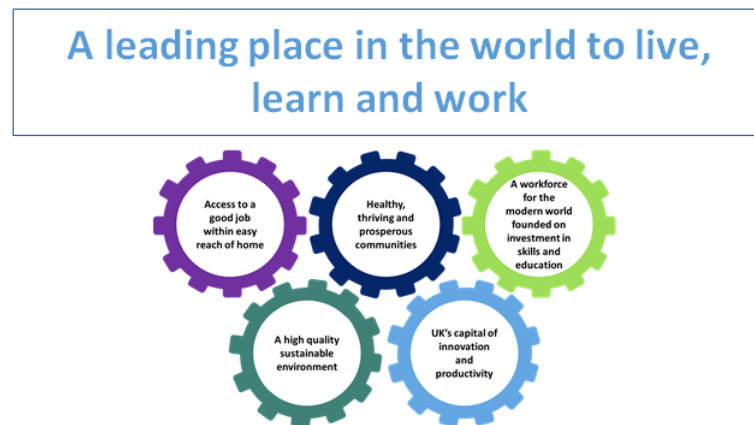 A leading place in the world to live,
learn and work
Access to a
good job
within easy
reach of home
Healthy,
thriving and
prosperous
communities
A workforce
for the
modern world
founded on
investment in
skills and
education
A high quality
sustainable
environment
UK's capital of
innovation
and
productivity